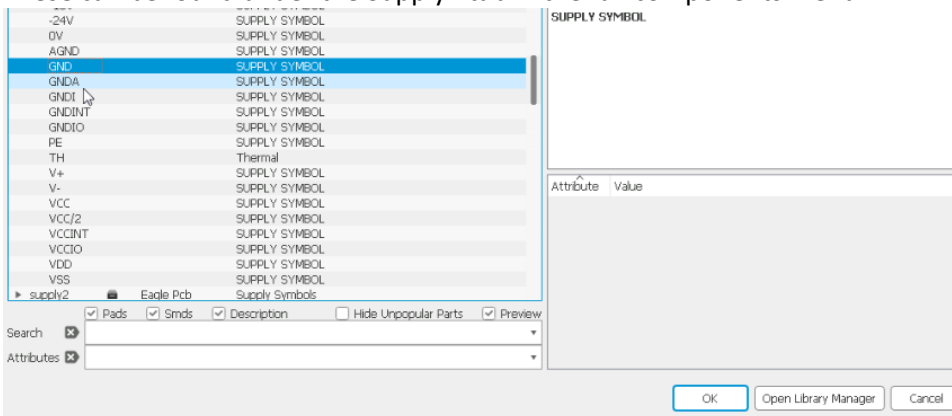 -24V SUPPLY SYMBOL
0V SUPPLY SYMBOL
AGND SUPPLY SYMBOL
GND SUPPLY SYMBOL
GNDA SUPPLY SYMBOL
GNDI SUPPLY SYMBOL
GNDINT SUPPLY SYMBOL
GNDIO SUPPLY SYMBOL
PE SUPPLY SYMBOL
TH Thermal
V+ SUPPLY SYMBOL
V- SUPPLY SYMBOL
VCC SUPPLY SYMBOL
VCC/2 SUPPLY SYMBOL
VCCINT SUPPLY SYMBOL
VCCIO SUPPLY SYMBOL
VDD SUPPLY SYMBOL
VSS SUPPLY SYMBOL
supply2 Eagle Pcb Supply Symbols
Pads Smds Description Hide Unpopular Parts Preview
Search
Attributes
SUPPLY SYMBOL
Attribute Value
OK Open Library Manager Cancel